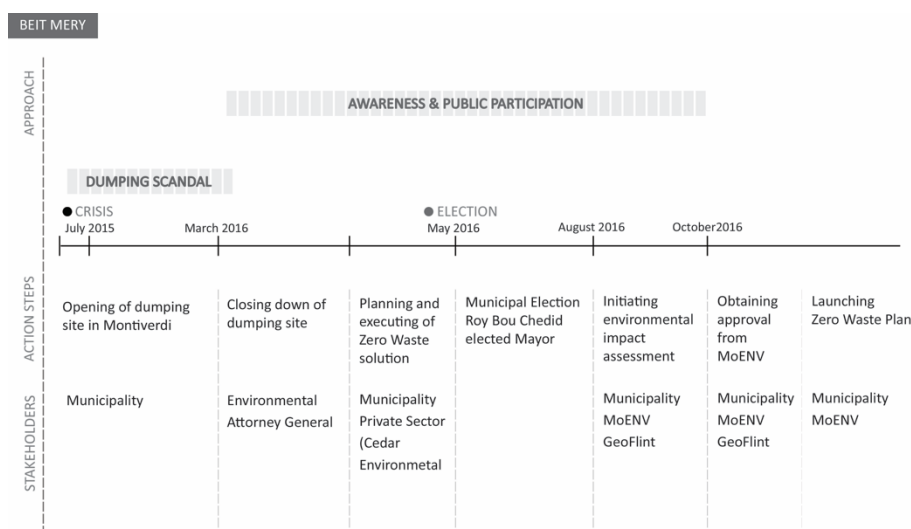 BEIT MERY
APPROACH
AWARENESS & PUBLIC PARTICIPATION
DUMPING SCANDAL
CRISIS
ELECTION
July 2015
March 2016
May 2016
August 2016
October2016
ACTION STEPS
Opening of dumping
site in Montiverdi
Closing down of
dumping site
Planning and
executing of
Zero Waste
solution
Municipal Election
Roy Bou Chedid
elected Mayor
Initiating
environmental
impact
assessment
Obtaining
approval
from
MoENV
Launching
Zero Waste Plan
STAKEHOLDERS
Municipality
Environmental
Attorney General
Municipality
Private Sector
(Cedar
Environmetal
Municipality
MoENV
GeoFlint
Municipality
MoENV
GeoFlint
Municipality
MoENV